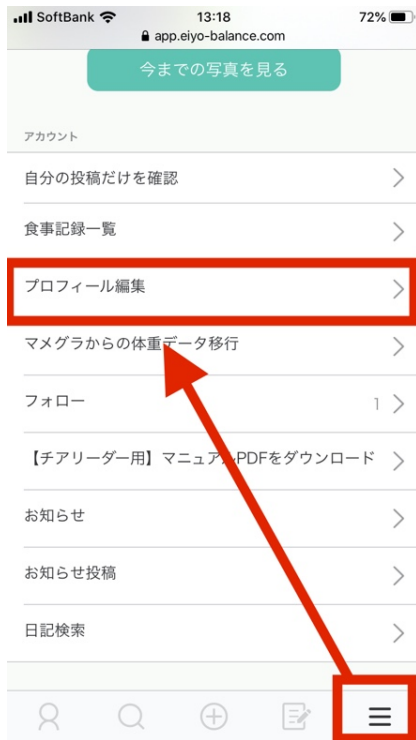 SoftBank 13:18 72%
app.eiyo-balance.com
今までの写真を見る
アカウント
自分の投稿だけを確認
食事記録一覧
プロフィール編集
マメグラからの体重データ移行
フォロー 1
【チアリーダー用】マニュアルPDFをダウンロード
お知らせ
お知らせ投稿
日記検索